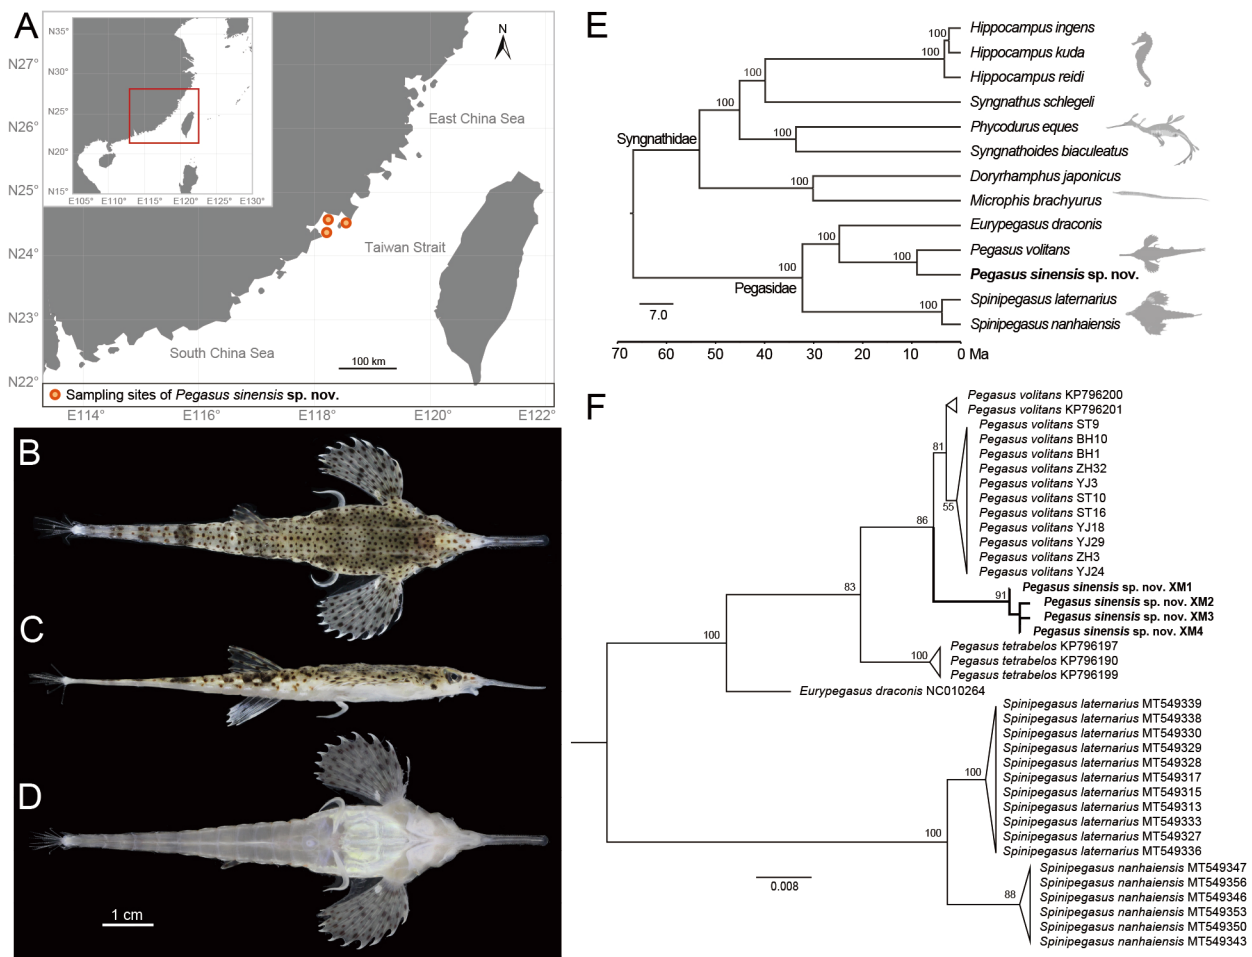 A
N35°
N30°
N25°
N20°
N15°
E105°
E110°
E115°
E120°
E125°
E130°
N
N27°
N26°
N25°
N24°
N23°
N22°
East China Sea
Taiwan Strait
South China Sea
100 km
Sampling sites of Pegasus sinensis sp. nov.
E114°
E116°
E118°
E120°
E122°
B
C
D
1 cm
E
Hippocampus ingens
Hippocampus kuda
Hippocampus reidi
Syngnathus schlegeli
Phycodurus eques
Syngnathoides biaculeatus
Doryrhamphus japonicus
Microphis brachyurus
Eurypegasus draconis
Pegasus volitans
Pegasus sinensis sp. nov.
Spinipegasus laternarius
Spinipegasus nanhaiensis
100
100
100
100
100
100
100
100
100
100
Syngnathidae
Pegasidae
7.0
70
60
50
40
30
20
10
0 Ma
F
Pegasus volitans KP796200
Pegasus volitans KP796201
Pegasus volitans ST9
Pegasus volitans BH10
Pegasus volitans BH1
Pegasus volitans ZH32
Pegasus volitans YJ3
Pegasus volitans ST10
Pegasus volitans ST16
Pegasus volitans YJ18
Pegasus volitans YJ29
Pegasus volitans ZH3
Pegasus volitans YJ24
Pegasus sinensis sp. nov. XM1
Pegasus sinensis sp. nov. XM2
Pegasus sinensis sp. nov. XM3
Pegasus sinensis sp. nov. XM4
Pegasus tetrabelos KP796197
Pegasus tetrabelos KP796190
Pegasus tetrabelos KP796199
Eurypegasus draconis NC010264
Spinipegasus laternarius MT549339
Spinipegasus laternarius MT549338
Spinipegasus laternarius MT549330
Spinipegasus laternarius MT549329
Spinipegasus laternarius MT549328
Spinipegasus laternarius MT549317
Spinipegasus laternarius MT549315
Spinipegasus laternarius MT549313
Spinipegasus laternarius MT549333
Spinipegasus laternarius MT549327
Spinipegasus laternarius MT549336
Spinipegasus nanhaiensis MT549347
Spinipegasus nanhaiensis MT549356
Spinipegasus nanhaiensis MT549346
Spinipegasus nanhaiensis MT549353
Spinipegasus nanhaiensis MT549350
Spinipegasus nanhaiensis MT549343
81
55
86
91
83
100
100
100
100
88
0.008